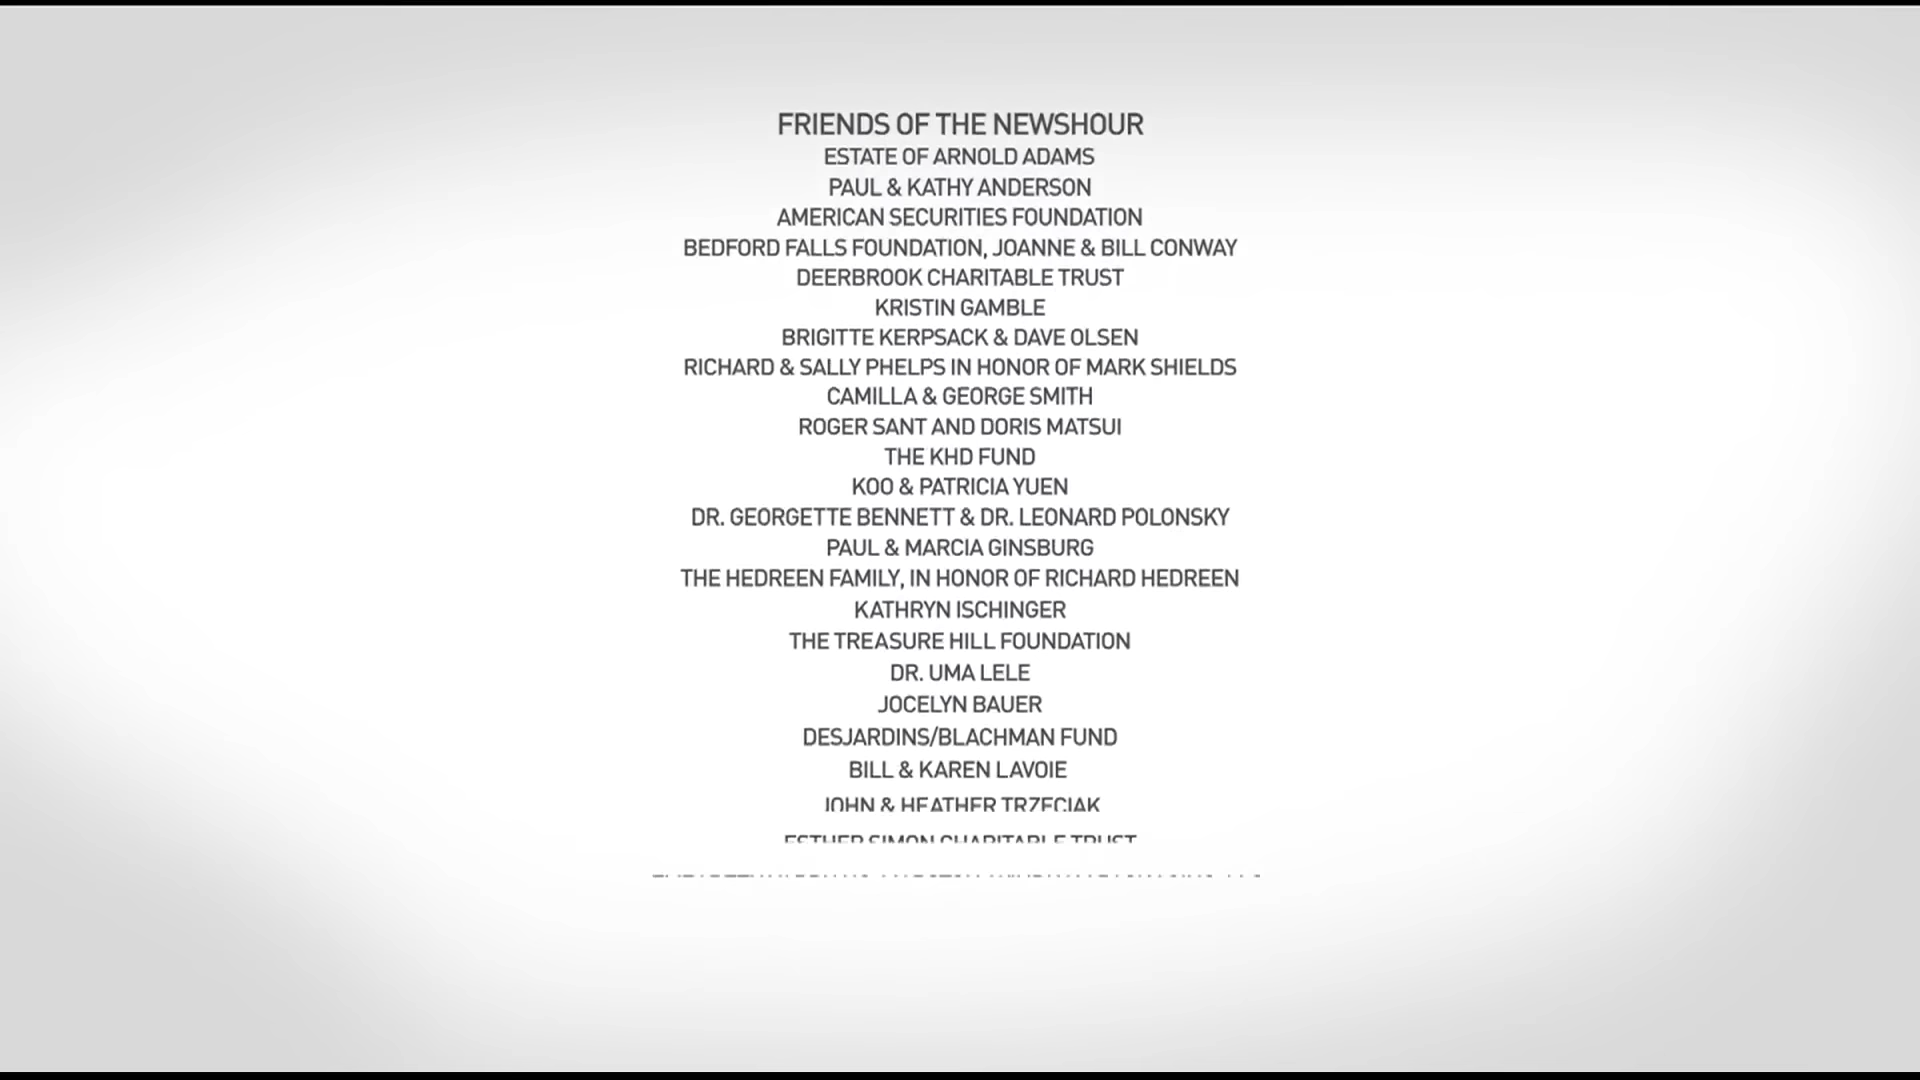 FRIENDS OF THE NEWSHOUR
ESTATE OF ARNOLD ADAMS
PAUL & KATHY ANDERSON
AMERICAN SECURITIES FOUNDATION
BEDFORD FALLS FOUNDATION, JOANNE & BILL CONWAY
DEERBROOK CHARITABLE TRUST
KRISTIN GAMBLE
BRIGITTE KERPSACK & DAVE OLSEN
RICHARD & SALLY PHELPS IN HONOR OF MARK SHIELDS
CAMILLA & GEORGE SMITH
ROGER SANT AND DORIS MATSUI
THE KHD FUND
KOO & PATRICIA YUEN
DR. GEORGETTE BENNETT & DR. LEONARD POLONSKY
PAUL & MARCIA GINSBURG
THE HEDREEN FAMILY, IN HONOR OF RICHARD HEDREEN
KATHRYN ISCHINGER
THE TREASURE HILL FOUNDATION
DR. UMA LELE
JOCELYN BAUER
DESJARDINS/BLACHMAN FUND
BILL & KAREN LAVOIE
JOHN & HEATHER TRZECIAK
ESTHER SIMON CHARITABLE TRUST